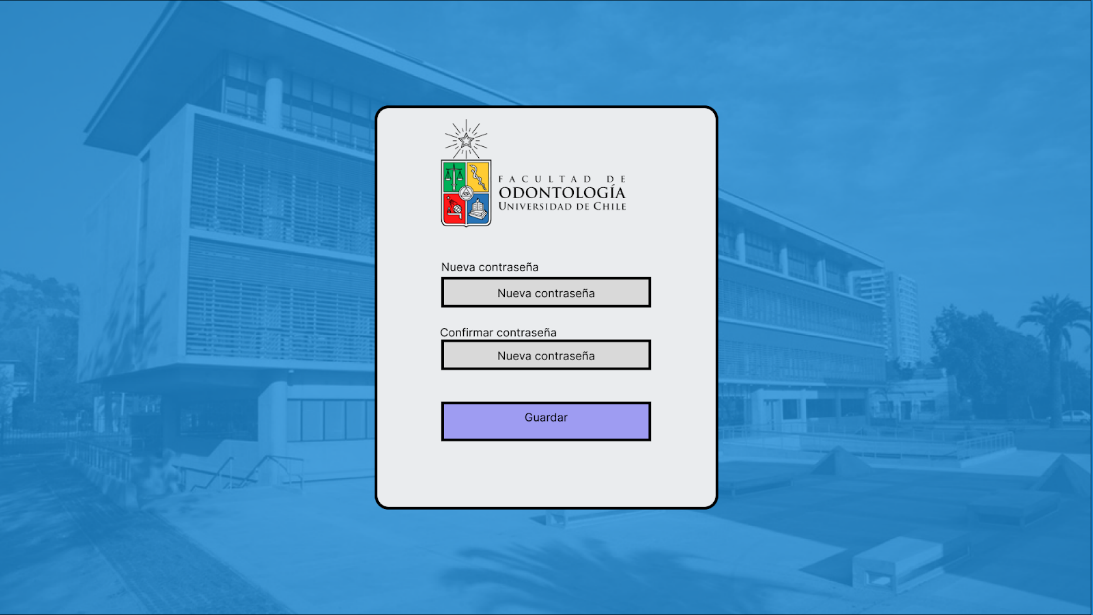 FACULTAD DE
ODONTOLOGÍA
UNIVERSIDAD DE CHILE
Nueva contraseña
Nueva contraseña
Confirmar contraseña
Nueva contraseña
Guardar